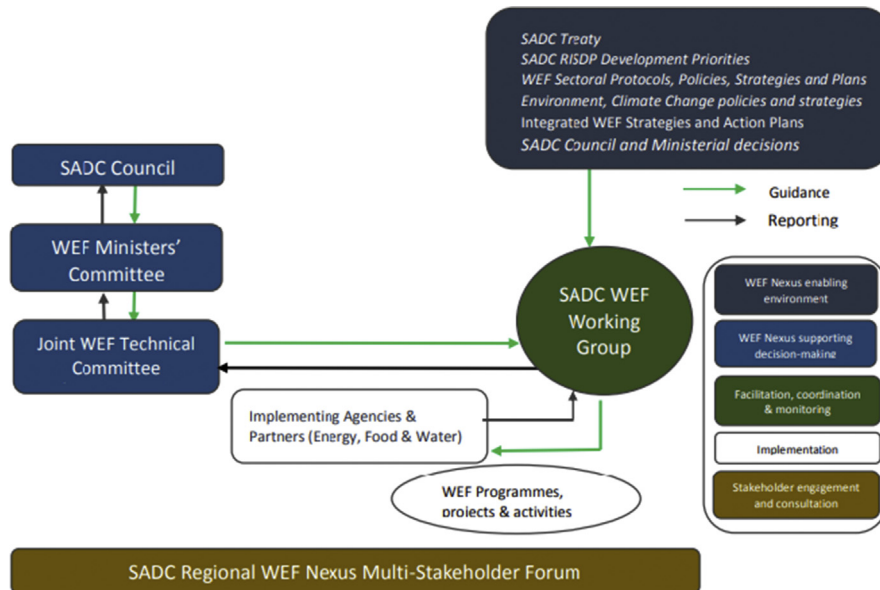 SADC Treaty
SADC RISDP Development Priorities
WEF Sectoral Protocols, Policies, Strategies and Plans
Environment, Climate Change policies and strategies
Integrated WEF Strategies and Action Plans
SADC Council and Ministerial decisions
SADC Council
WEF Ministers’
Committee
Joint WEF Technical
Committee
Guidance
Reporting
SADC WEF
Working
Group
WEF Nexus enabling
environment
WEF Nexus supporting
decision-making
Facilitation, coordination
& monitoring
Implementation
Stakeholder engagement
and consultation
Implementing Agencies &
Partners (Energy, Food & Water)
WEF Programmes,
projects & activities
SADC Regional WEF Nexus Multi-Stakeholder Forum